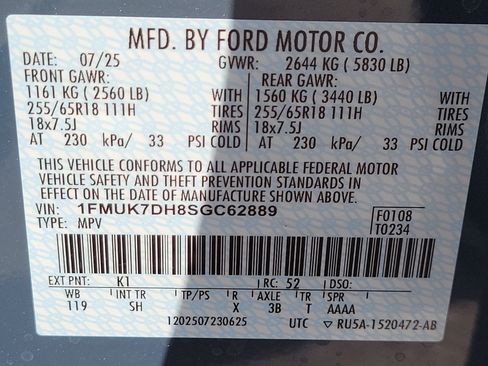 MFD. BY FORD MOTOR CO.
DATE: 07/25 GVWR: 2644 KG ( 5830 LB)
FRONT GAWR: REAR GAWR:
1161 KG ( 2560 LB) WITH 1560 KG ( 3440 LB) WITH
255/65R18 111H TIRES 255/65R18 111H TIRES
18x7.5J RIMS 18x7.5J RIMS
AT 230 kPa/ 33 PSI COLD AT 230 kPa/ 33 PSI COLD
THIS VEHICLE CONFORMS TO ALL APPLICABLE FEDERAL MOTOR
VEHICLE SAFETY AND THEFT PREVENTION STANDARDS IN
EFFECT ON THE DATE OF MANUFACTURE SHOWN ABOVE.
VIN: 1FMUK7DH8SGC62889 F0108
TYPE: MPV T0234
EXT PNT: K1 RC: 52 DSO:
WB INT TR TP/PS R AXLE TR SPR
119 SH X 3B T AAAA
1202507230625 UTC ▽ RU5A-1520472-AB